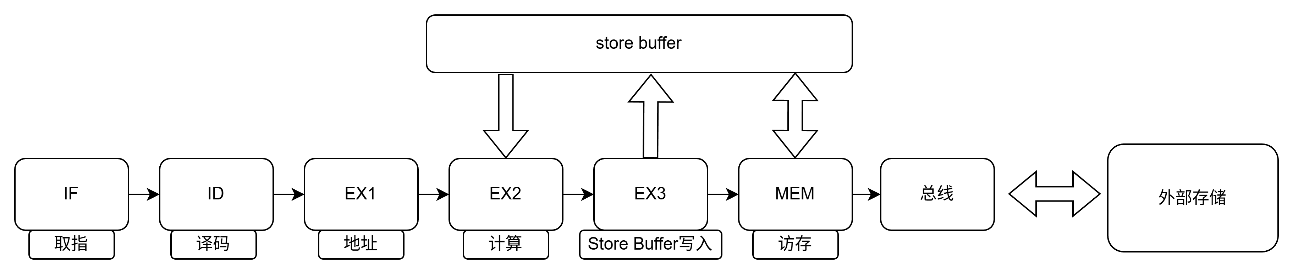 store buffer
IF
ID
EX1
EX2
EX3
MEM
总线
外部存储
取指
译码
地址
计算
Store Buffer写入
访存